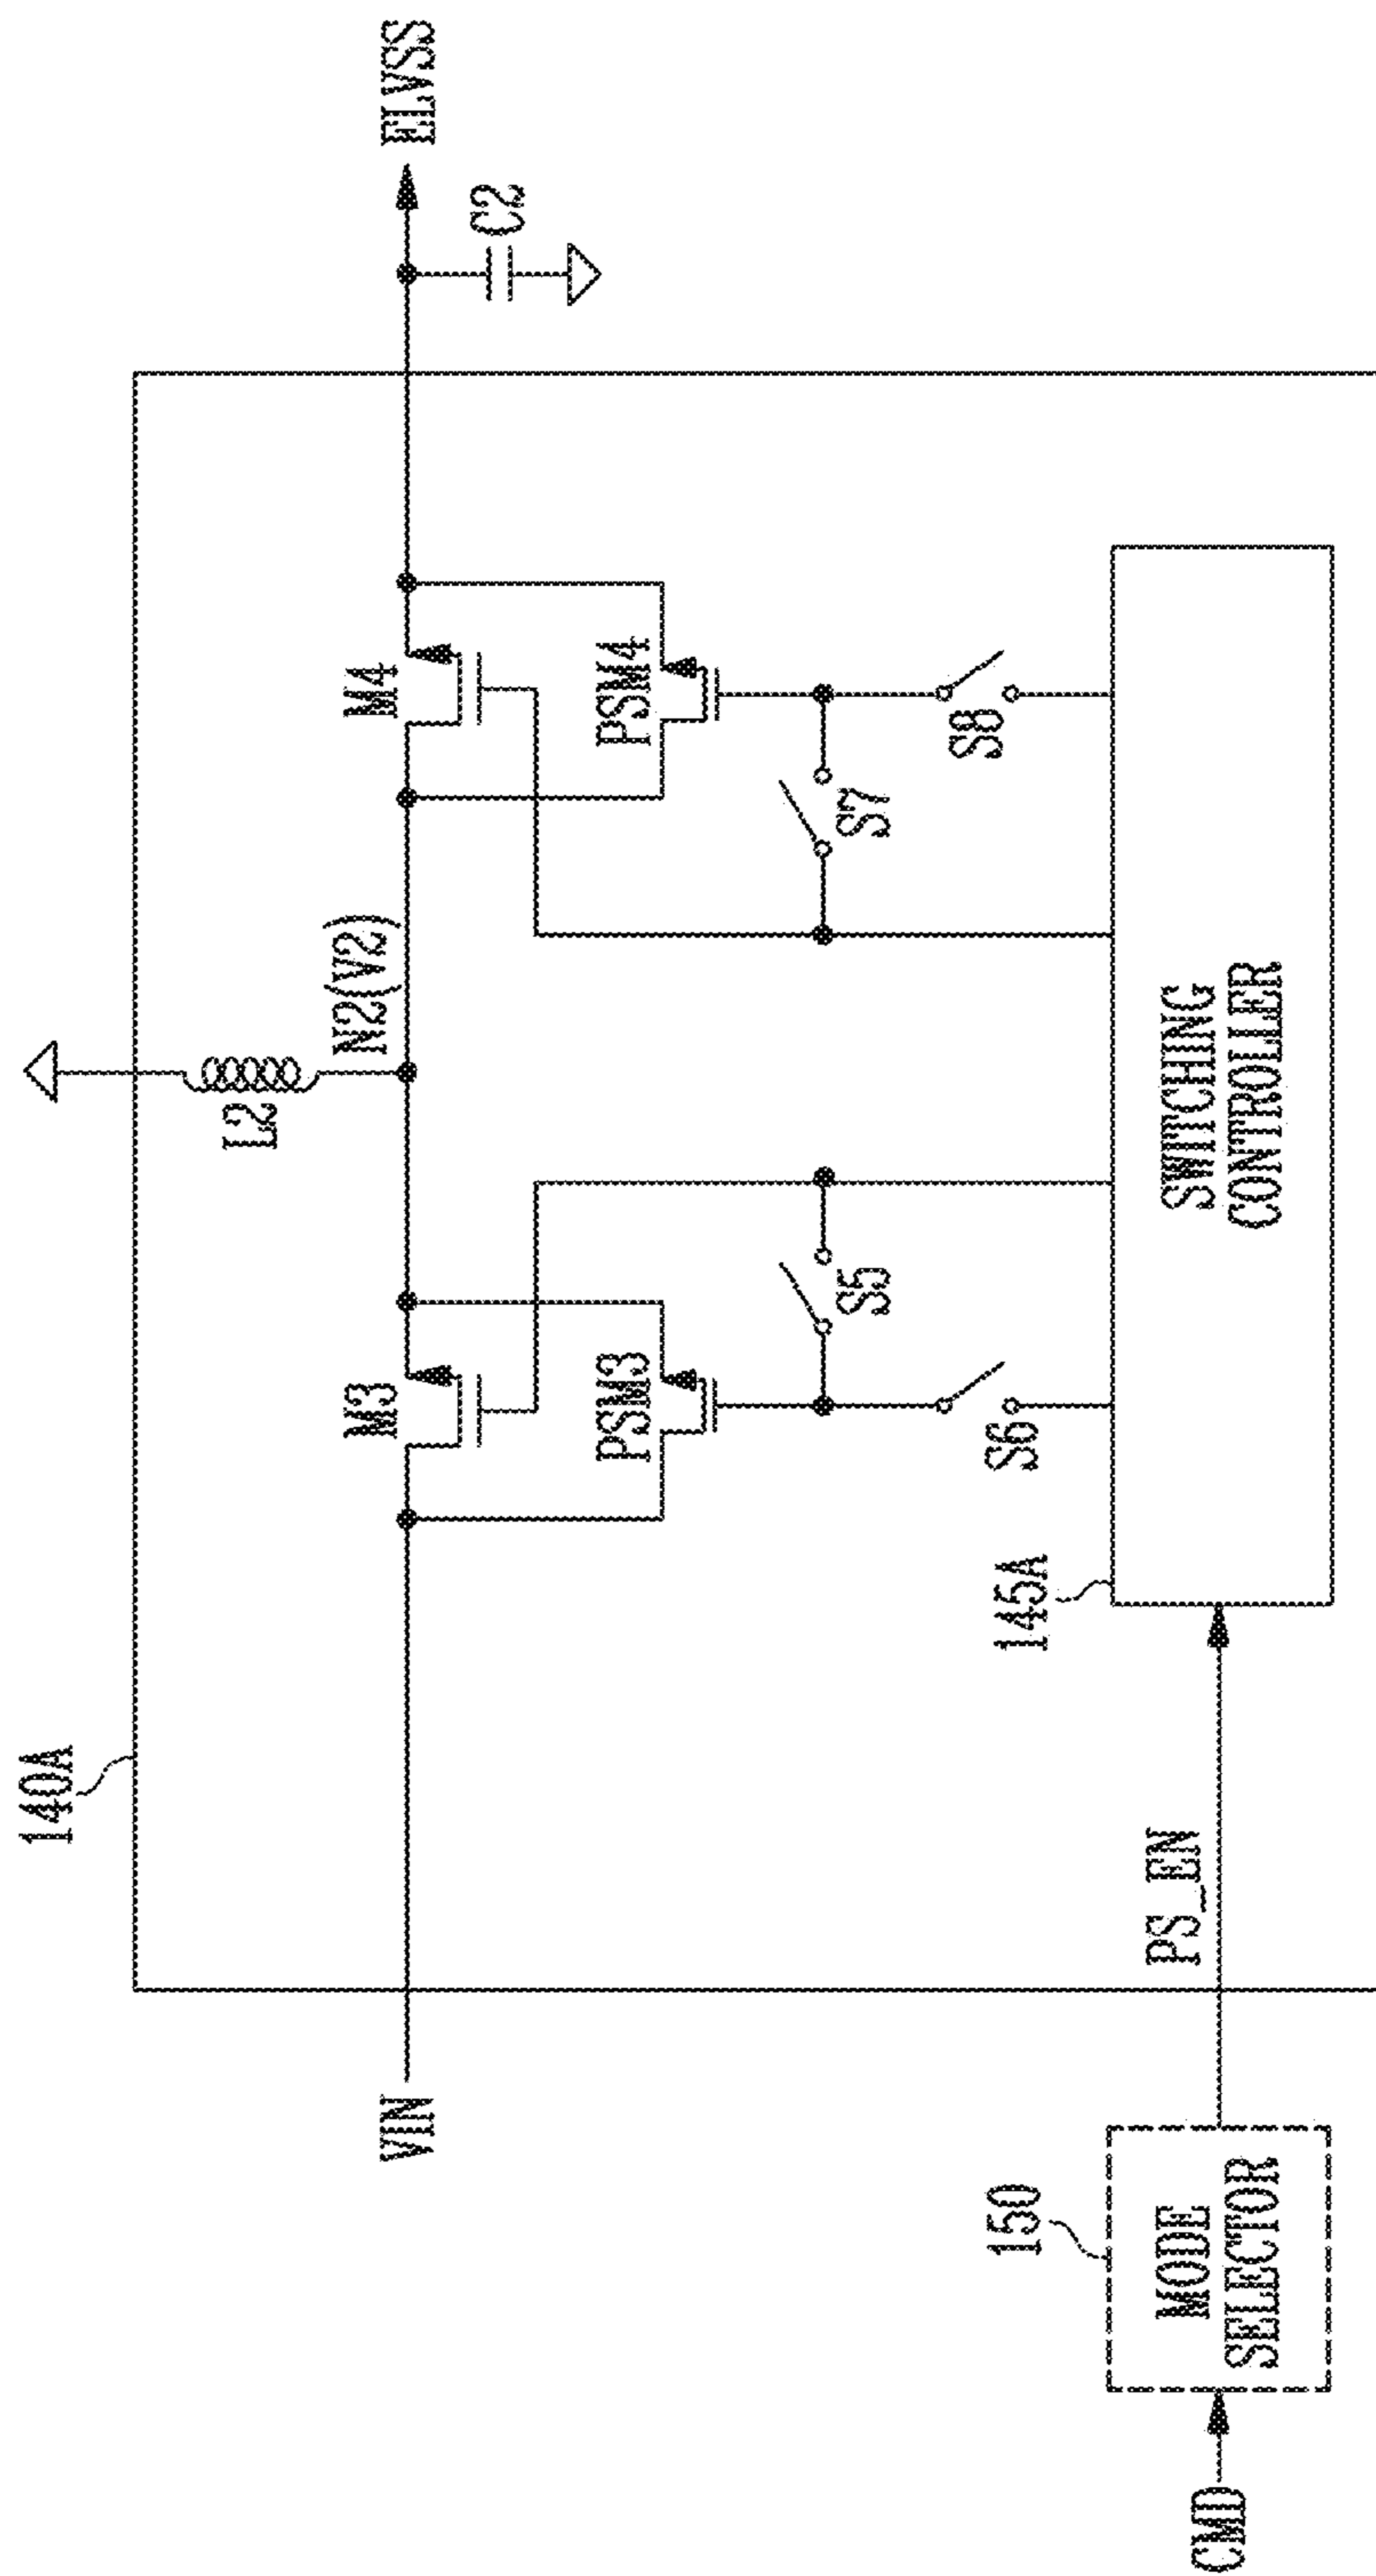 140A
L2
N2(V2)
VIN
M3
M4
ELVSS
C2
PSM3
PSM4
S5
S7
S6
S8
145A
SWITCHING
CONTROLLER
PS_EN
150
MODE
SELECTOR
CMD